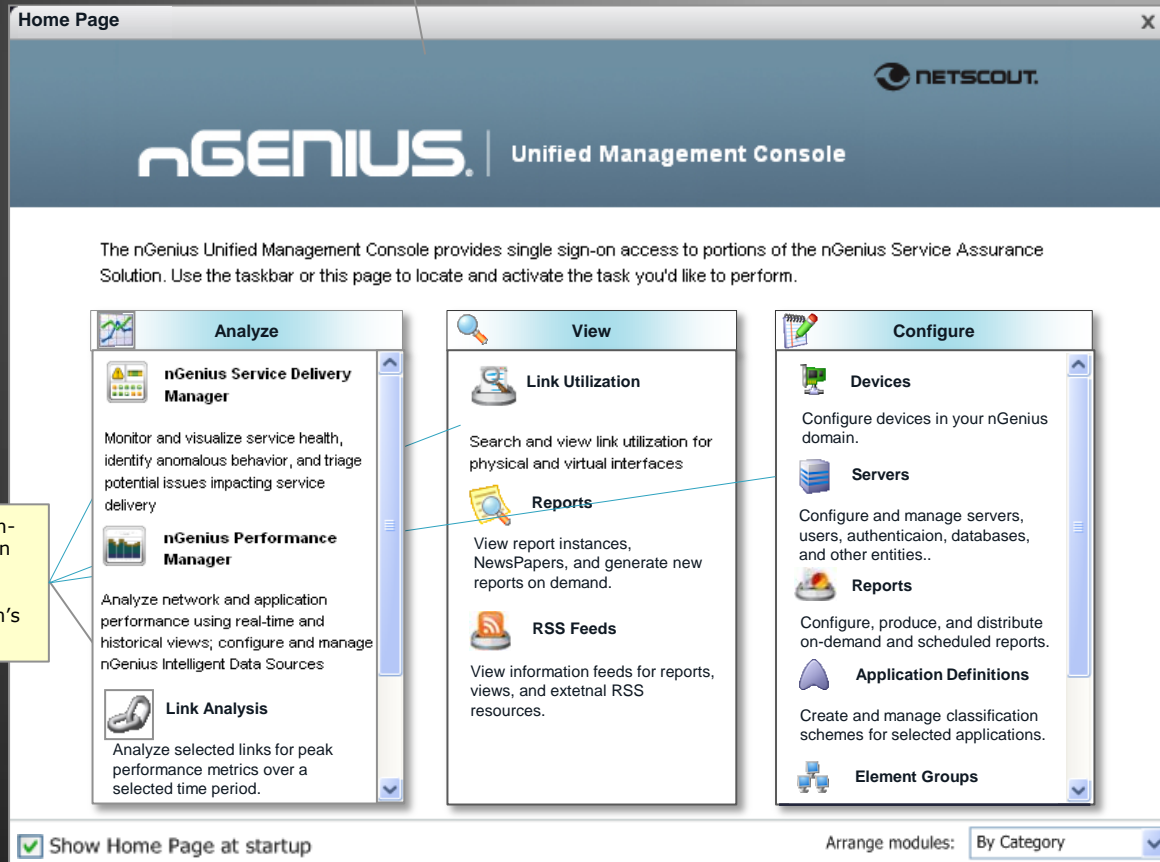 Home Page
x
NETSCOUT.
nGENIUS.
Unified Management Console
The nGenius Unified Management Console provides single sign-on access to portions of the nGenius Service Assurance
Solution. Use the taskbar or this page to locate and activate the task you'd like to perform.
Analyze
nGenius Service Delivery
Manager
Monitor and visualize service health,
identify anomalous behavior, and triage
potential issues impacting service
delivery
nGenius Performance
Manager
Analyze network and application
performance using real-time and
historical views; configure and manage
nGenius Intelligent Data Sources
Link Analysis
Analyze selected links for peak
performance metrics over a
selected time period.
View
Link Utilization
Search and view link utilization for
physical and virtual interfaces
Reports
View report instances,
NewsPapers, and generate new
reports on demand.
RSS Feeds
View information feeds for reports,
views, and extetnal RSS
resources.
Configure
Devices
Configure devices in your nGenius
domain.
Servers
Configure and manage servers,
users, authenticaion, databases,
and other entities..
Reports
Configure, produce, and distribute
on-demand and scheduled reports.
Application Definitions
Create and manage classification
schemes for selected applications.
Element Groups
Show Home Page at startup
Arrange modules:
By Category